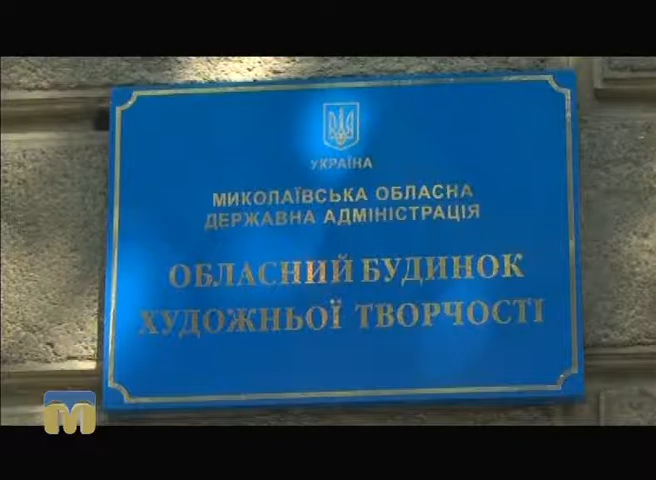 УКРАЇНА
МИКОЛАЇВСЬКА ОБЛАСНА
ДЕРЖАВНА АДМІНІСТРАЦІЯ
ОБЛАСНИЙ БУДИНОК
ХУДОЖНЬОЇ ТВОРЧОСТІ
М